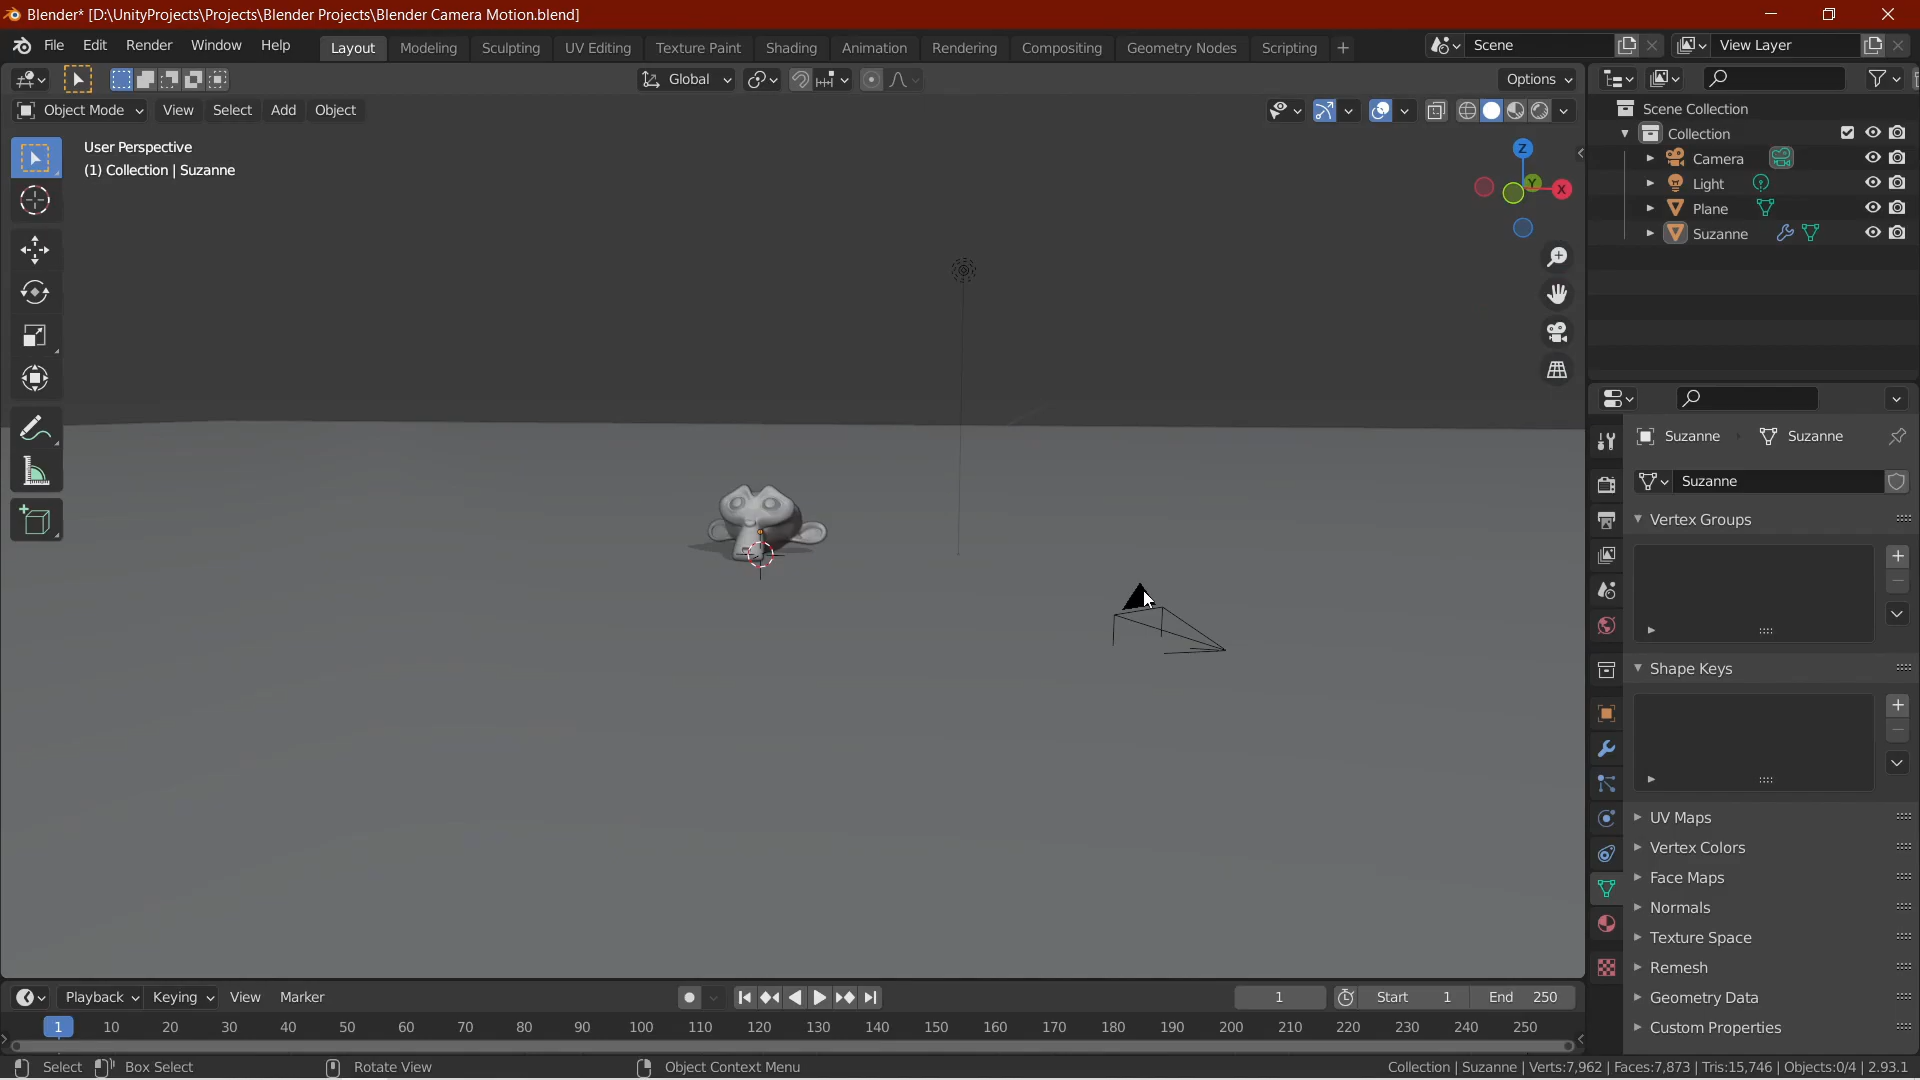 Blender* [D:\UnityProjects\Projects\Blender Projects\Blender Camera Motion.blend]
File Edit Render Window Help Layout Modeling Sculpting UV Editing Texture Paint Shading Animation Rendering Compositing Geometry Nodes Scripting + Scene View Layer
Global Options
Object Mode View Select Add Object
User Perspective
(1) Collection | Suzanne
Z
Y
X
Scene Collection
Collection
Camera
Light
Plane
Suzanne
Suzanne Suzanne
Suzanne
Vertex Groups
Shape Keys
UV Maps
Vertex Colors
Face Maps
Normals
Texture Space
Remesh
Geometry Data
Custom Properties
Playback Keying View Marker 1 Start 1 End 250
1 10 20 30 40 50 60 70 80 90 100 110 120 130 140 150 160 170 180 190 200 210 220 230 240 250
Select Box Select Rotate View Object Context Menu Collection | Suzanne | Verts:7,962 | Faces:7,873 | Tris:15,746 | Objects:0/4 | 2.93.1